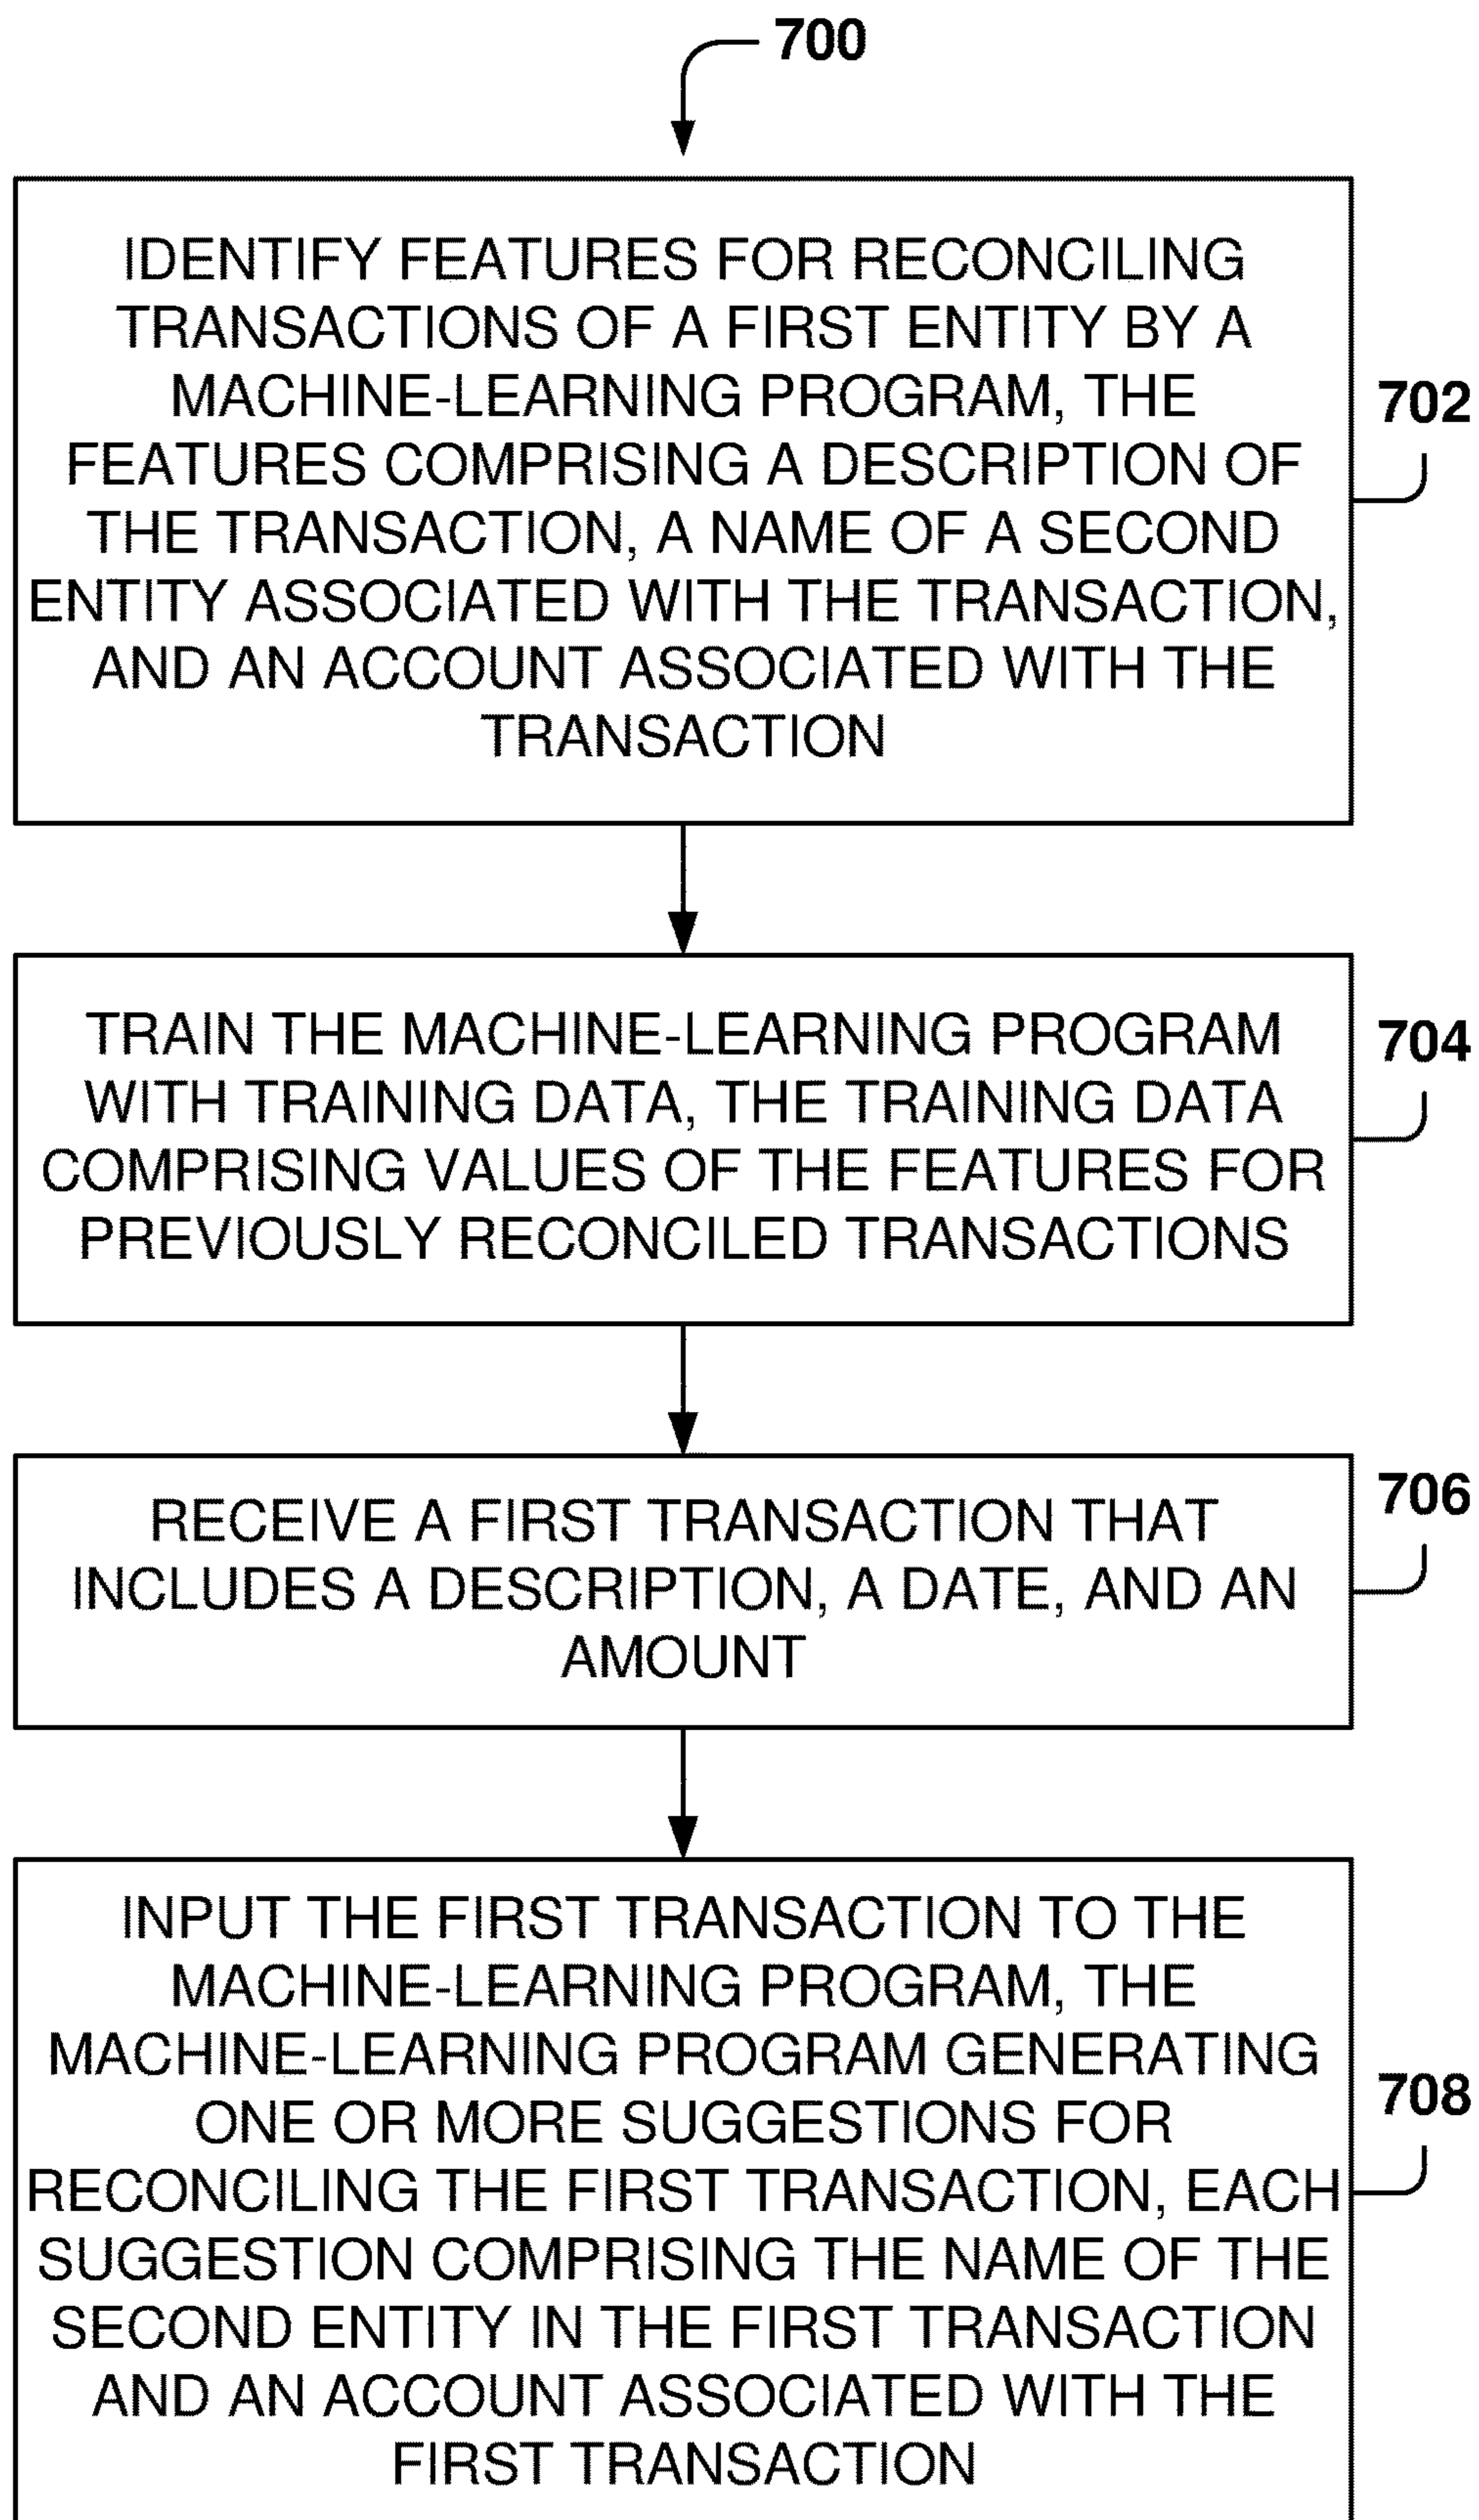 700
IDENTIFY FEATURES FOR RECONCILING
TRANSACTIONS OF A FIRST ENTITY BY A
MACHINE-LEARNING PROGRAM, THE
FEATURES COMPRISING A DESCRIPTION OF
THE TRANSACTION, A NAME OF A SECOND
ENTITY ASSOCIATED WITH THE TRANSACTION,
AND AN ACCOUNT ASSOCIATED WITH THE
TRANSACTION
702
TRAIN THE MACHINE-LEARNING PROGRAM
WITH TRAINING DATA, THE TRAINING DATA
COMPRISING VALUES OF THE FEATURES FOR
PREVIOUSLY RECONCILED TRANSACTIONS
704
RECEIVE A FIRST TRANSACTION THAT
INCLUDES A DESCRIPTION, A DATE, AND AN
AMOUNT
706
INPUT THE FIRST TRANSACTION TO THE
MACHINE-LEARNING PROGRAM, THE
MACHINE-LEARNING PROGRAM GENERATING
ONE OR MORE SUGGESTIONS FOR
RECONCILING THE FIRST TRANSACTION, EACH
SUGGESTION COMPRISING THE NAME OF THE
SECOND ENTITY IN THE FIRST TRANSACTION
AND AN ACCOUNT ASSOCIATED WITH THE
FIRST TRANSACTION
708